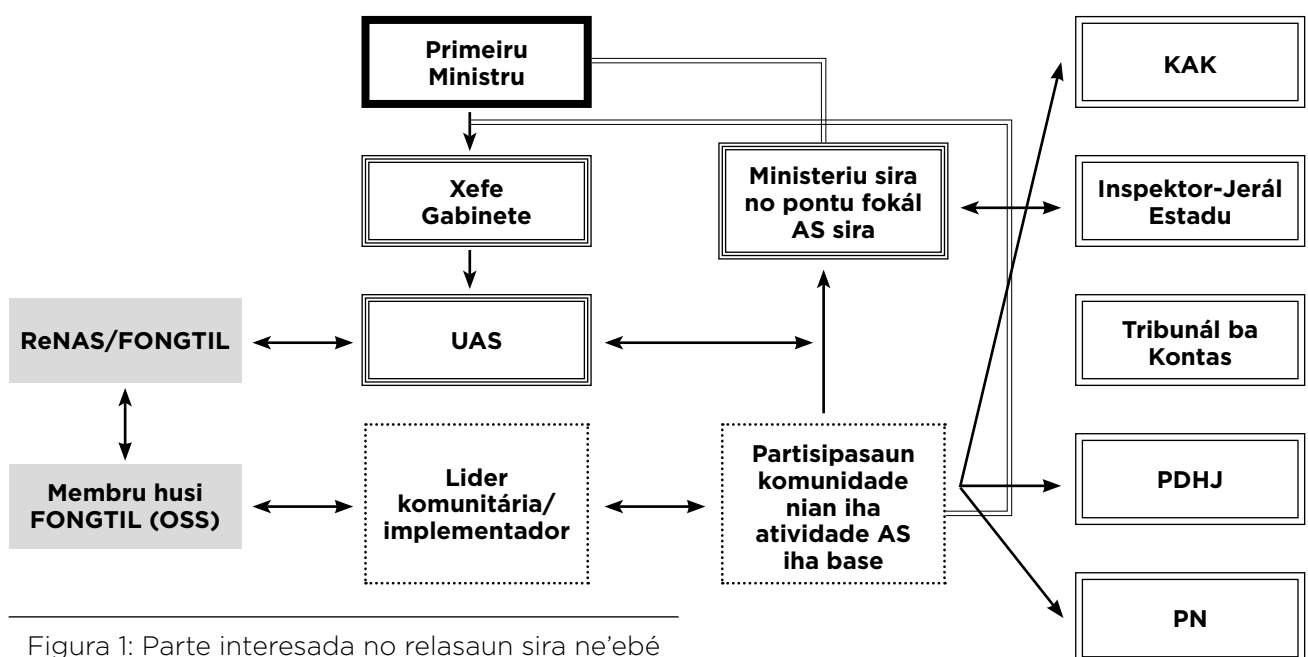 Primeiru
Ministru
KAK
Xefe
Gabinete
Ministeriu sira
no pontu fokál
AS sira
Inspektor-Jerál
Estadu
ReNAS/FONGTIL
UAS
Tribunál ba
Kontas
Membru husi
FONGTIL (OSS)
Lider
komunitária/
implementador
Partisipasaun
komunidade
nian iha
atividade AS
iha base
PDHJ
PN
Figura 1: Parte interesada no relasaun sira ne'ebé